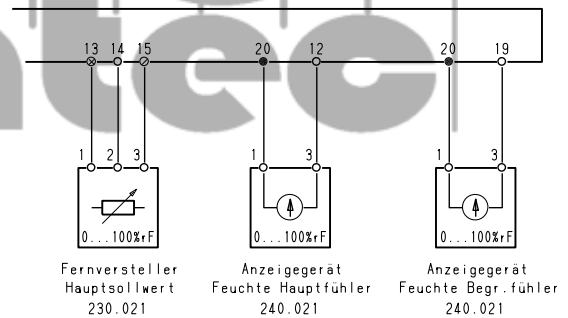 13 14 15 20 12 20 19
1 2 3 1 3 1 3
0...100%rF 0...100%rF 0...100%rF
Fernversteller Anzeigegerät Anzeigegerät
Hauptsollwert Feuchte Hauptfühler Feuchte Begr.fühler
230.021 240.021 240.021